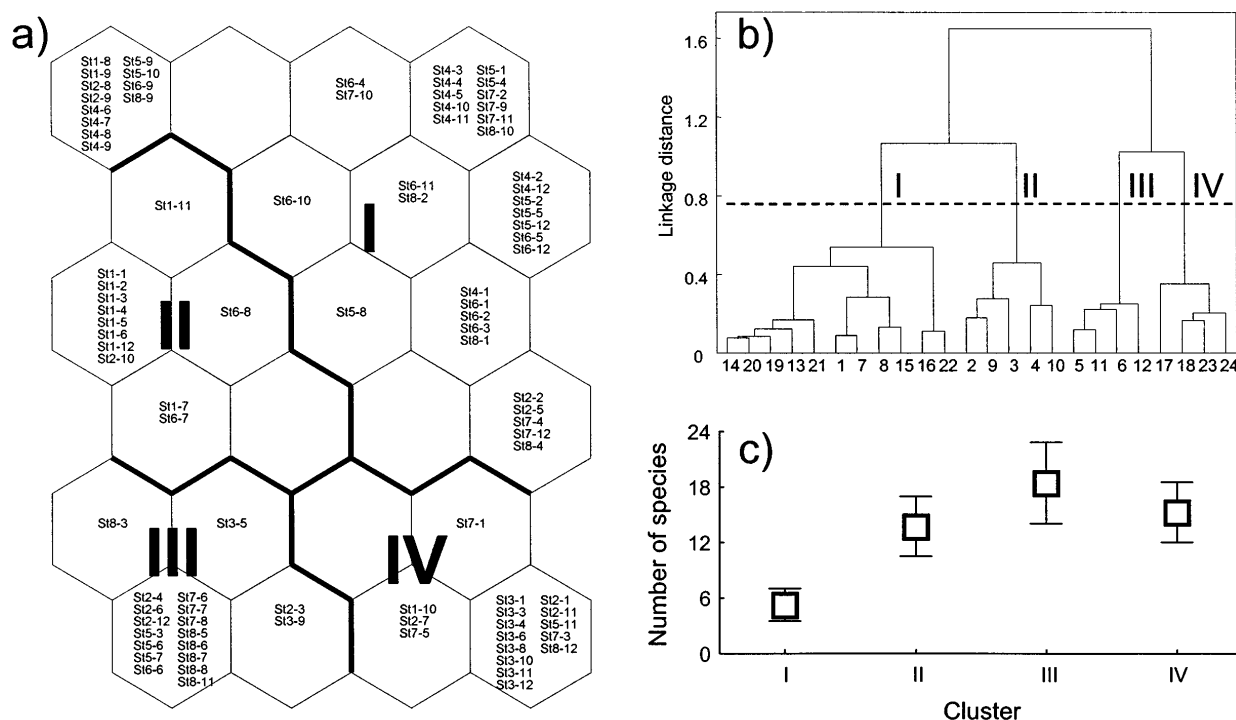 a)
St1-8 St5-9
St1-9 St5-10
St2-8 St6-9
St2-9 St8-9
St4-6
St4-7
St4-8
St4-9
St6-4
St7-10
St4-3 St5-1
St4-4 St5-4
St4-5 St7-2
St4-10 St7-9
St4-11 St7-11
St8-10
St1-11
St6-10
St6-11
St8-2
I
St4-2
St4-12
St5-2
St5-5
St5-12
St6-5
St6-12
St1-1
St1-2
St1-3
St1-4
St1-5
St1-6
St1-12
St2-10
II
St6-8
St5-8
St4-1
St6-1
St6-2
St6-3
St8-1
St1-7
St6-7
St2-2
St2-5
St7-4
St7-12
St8-4
St8-3
St3-5
III
IV
St7-1
St2-4 St7-6
St2-6 St7-7
St2-12 St7-8
St5-3 St8-5
St5-6 St8-6
St5-7 St8-7
St6-6 St8-8
St8-11
St2-3
St3-9
St1-10
St2-7
St7-5
St3-1 St2-1
St3-3 St2-11
St3-4 St5-11
St3-6 St7-3
St3-8 St8-12
St3-10
St3-11
St3-12
b)
Linkage distance
1.6
1.2
0.8
0.4
0
I II III IV
14 20 19 13 21 1 7 8 15 16 22 2 9 3 4 10 5 11 6 12 17 18 23 24
c)
Number of species
24
18
12
6
0
I II III IV
Cluster